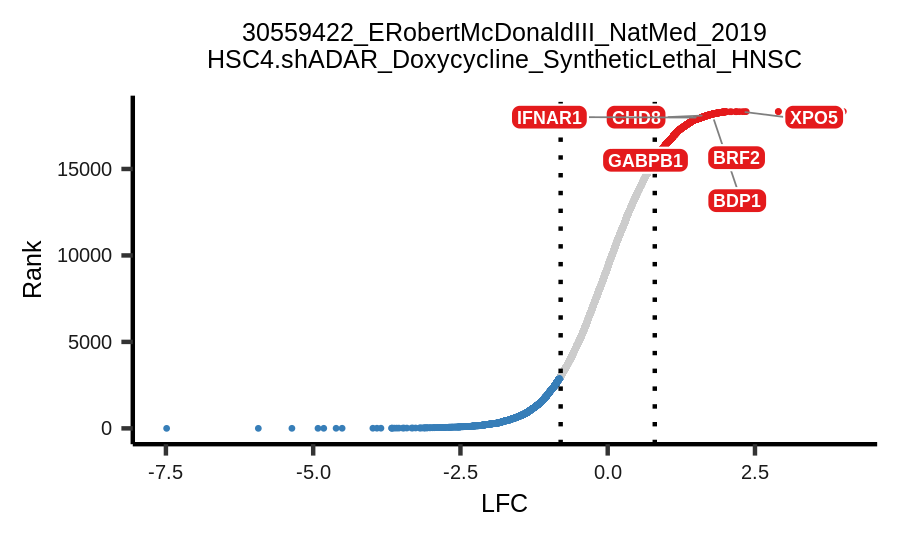 30559422_ERobertMcDonaldIII_NatMed_2019
HSC4.shADAR_Doxycycline_SyntheticLethal_HNSC
IFNAR1
CHD8
XPO5
GABPB1
BRF2
BDP1
Rank
15000
10000
5000
0
-7.5
-5.0
-2.5
0.0
2.5
LFC